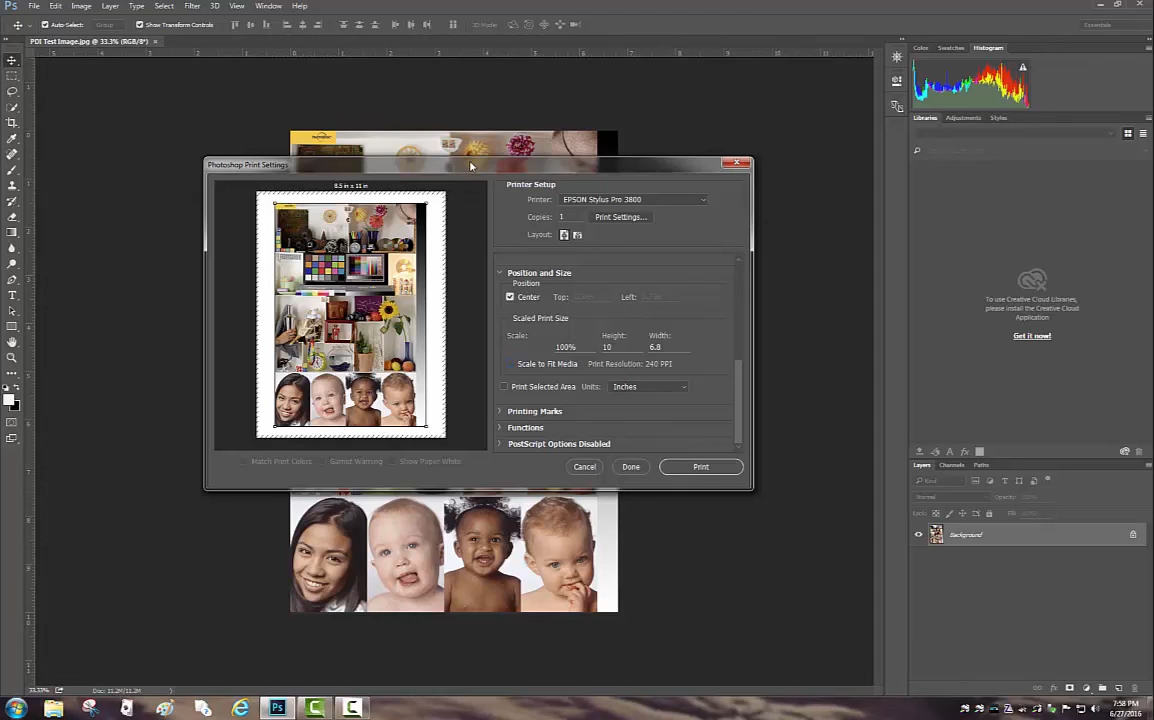 Ps File Edit Image Layer Type Select Filter 3D View Window Help
Auto-Select: Group Show Transform Controls 3D Mode: Essentials
PDI Test Image.jpg @ 33.3% (RGB/8*) ×
Color Swatches Histogram
Libraries Adjustments Styles
To use Creative Cloud Libraries,
please install the Creative Cloud
Application
Get it now!
Layers Channels Paths
Kind
Normal Opacity: 100%
Lock: Fill:
Background
Photoshop Print Settings
8.5 in x 11 in
Match Print Colors Gamut Warning Show Paper White
Printer Setup
Printer: EPSON Stylus Pro 3800
Copies: 1 Print Settings...
Layout:
Position and Size
Position
Center Top: Left:
Scaled Print Size
Scale: Height: Width:
100% 10 6.8
Scale to Fit Media Print Resolution: 240 PPI
Print Selected Area Units: Inches
Printing Marks
Functions
PostScript Options Disabled
Cancel Done Print
33.33% Doc: 11.2M/11.2M
Ps
7:58 PM
6/27/2016